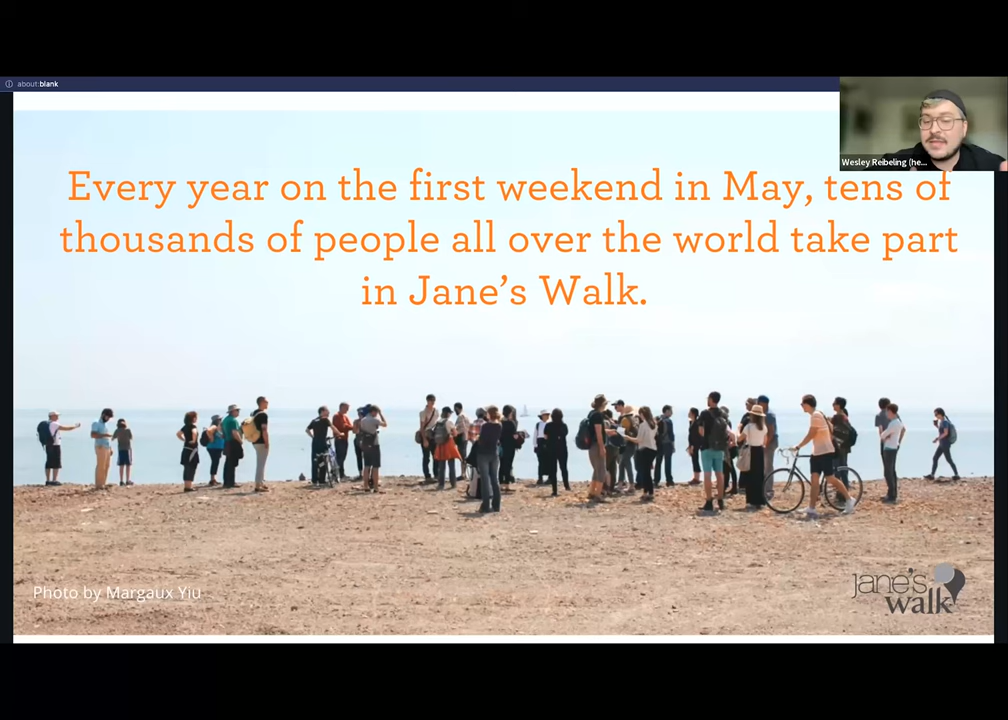 about:blank
Wesley Reibeling (he...
Every year on the first weekend in May, tens of
thousands of people all over the world take part
in Jane's Walk.
Photo by Margaux Yiu
jane's
walk